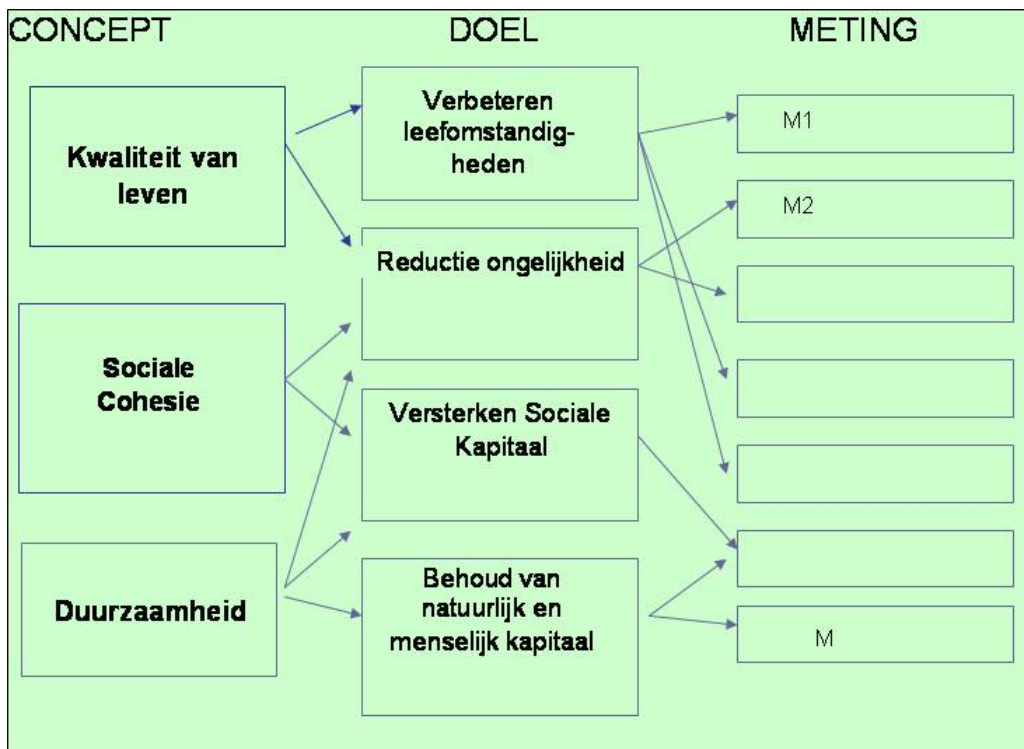 CONCEPT
DOEL
METING
Kwaliteit van
leven
Sociale
Cohesie
Duurzaamheid
Verbeteren
leefomstandig-
heden
Reductie ongelijkheid
Versterken Sociale
Kapitaal
Behoud van
natuurlijk en
menselijk kapitaal
M1
M2
M